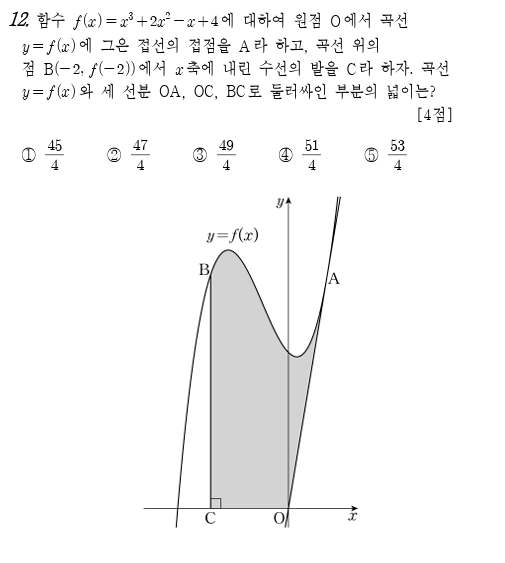 12. 함수 f(x)=x³+2x²-x+4에 대하여 원점 O에서 곡선
y=f(x)에 그은 접선의 접점을 A라 하고, 곡선 위의
점 B(-2, f(-2))에서 x축에 내린 수선의 발을 C라 하자. 곡선
y=f(x)와 세 선분 OA, OC, BC로 둘러싸인 부분의 넓이는?
[4점]
① 45/4 ② 47/4 ③ 49/4 ④ 51/4 ⑤ 53/4
y
y=f(x)
B
A
C O x